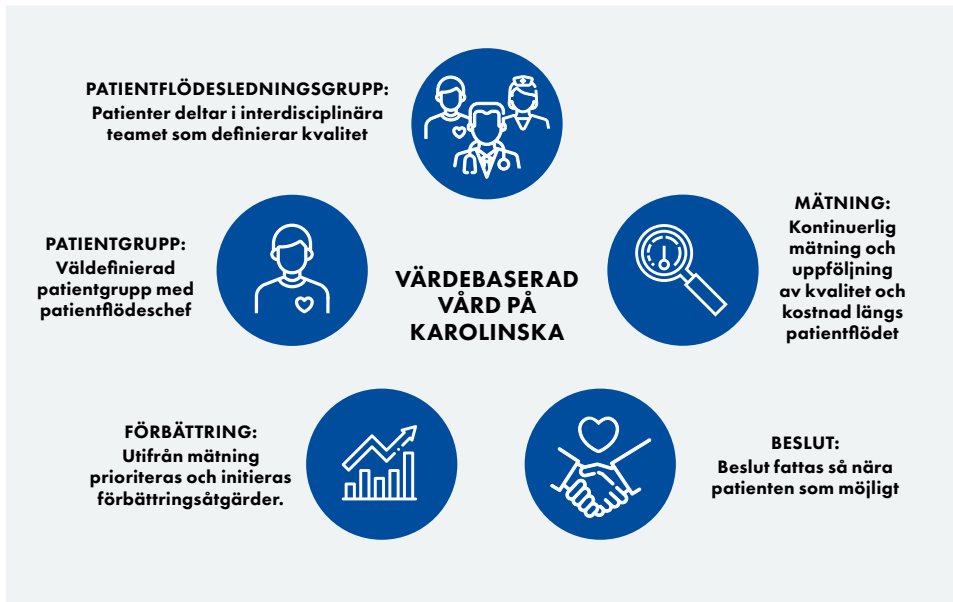 PATIENTFLÖDESLEDNINGSGRUPP:
Patienter deltar i interdisciplinära
teamet som definierar kvalitet
PATIENTGRUPP:
Väldefinierad
patientgrupp med
patientflödeschef
VÄRDEBASERAD
VÅRD PÅ
KAROLINSKA
MÄTNING:
Kontinuerlig
mätning och
uppföljning
av kvalitet och
kostnad längs
patientflödet
FÖRBÄTTRING:
Utifrån mätning
prioriteras och initieras
förbättringsåtgärder.
BESLUT:
Beslut fattas så nära
patienten som möjligt